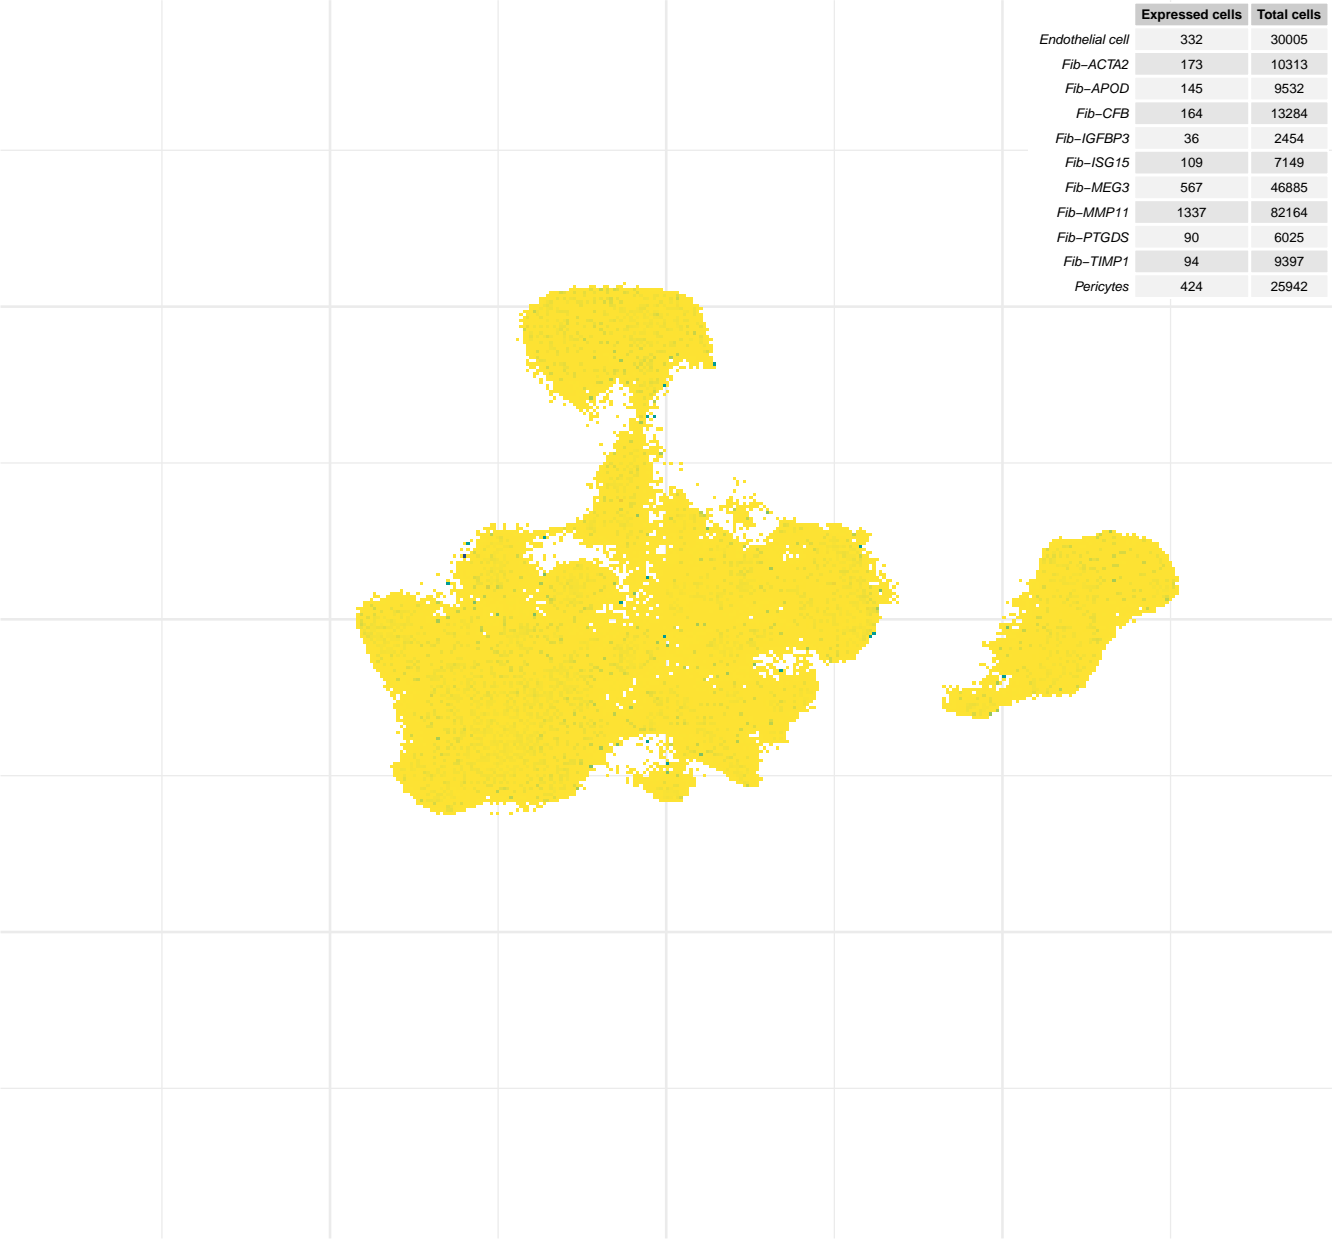 Expressed cells Total cells
Endothelial cell 332 30005
Fib−ACTA2 173 10313
Fib−APOD 145 9532
Fib−CFB 164 13284
Fib−IGFBP3 36 2454
Fib−ISG15 109 7149
Fib−MEG3 567 46885
Fib−MMP11 1337 82164
Fib−PTGDS 90 6025
Fib−TIMP1 94 9397
Pericytes 424 25942